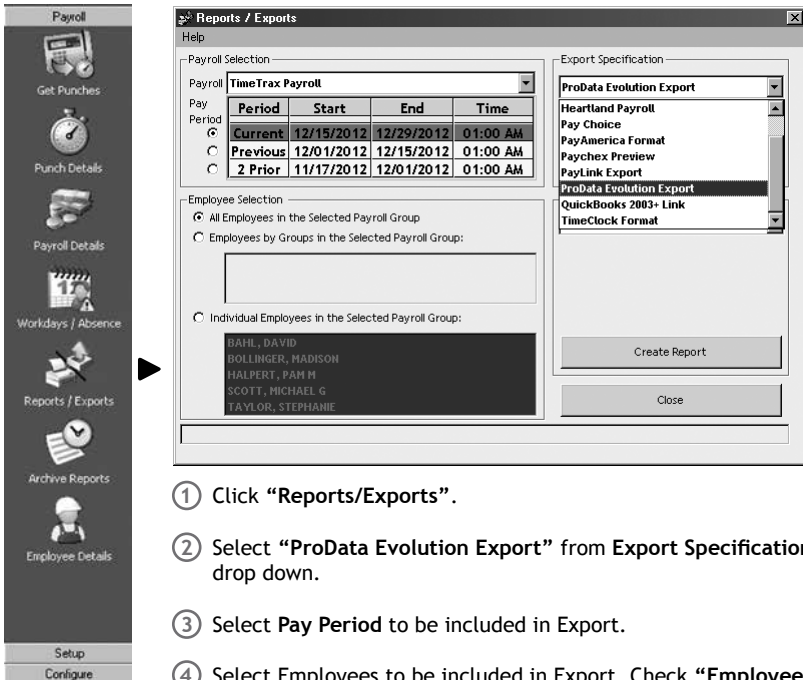 Payroll
Get Punches
Punch Details
Payroll Details
Workdays / Absence
Reports / Exports
Archive Reports
Employee Details
Setup
Configure
Reports / Exports
Help
Payroll Selection
Payroll TimeTrax Payroll
Pay Period
Period Start End Time
Current 12/15/2012 12/29/2012 01:00 AM
Previous 12/01/2012 12/15/2012 01:00 AM
2 Prior 11/17/2012 12/01/2012 01:00 AM
Employee Selection
All Employees in the Selected Payroll Group
Employees by Groups in the Selected Payroll Group:
Individual Employees in the Selected Payroll Group:
BAHL, DAVID
BOLLINGER, MADISON
HALPERT, PAM M
SCOTT, MICHAEL G
TAYLOR, STEPHANIE
Export Specification
ProData Evolution Export
Heartland Payroll
Pay Choice
PayAmerica Format
Paychex Preview
PayLink Export
ProData Evolution Export
QuickBooks 2003+ Link
TimeClock Format
Create Report
Close
1 Click “Reports/Exports”.
2 Select “ProData Evolution Export” from Export Specification
drop down.
3 Select Pay Period to be included in Export.
4 Select Employees to be included in Export. Check “Employee